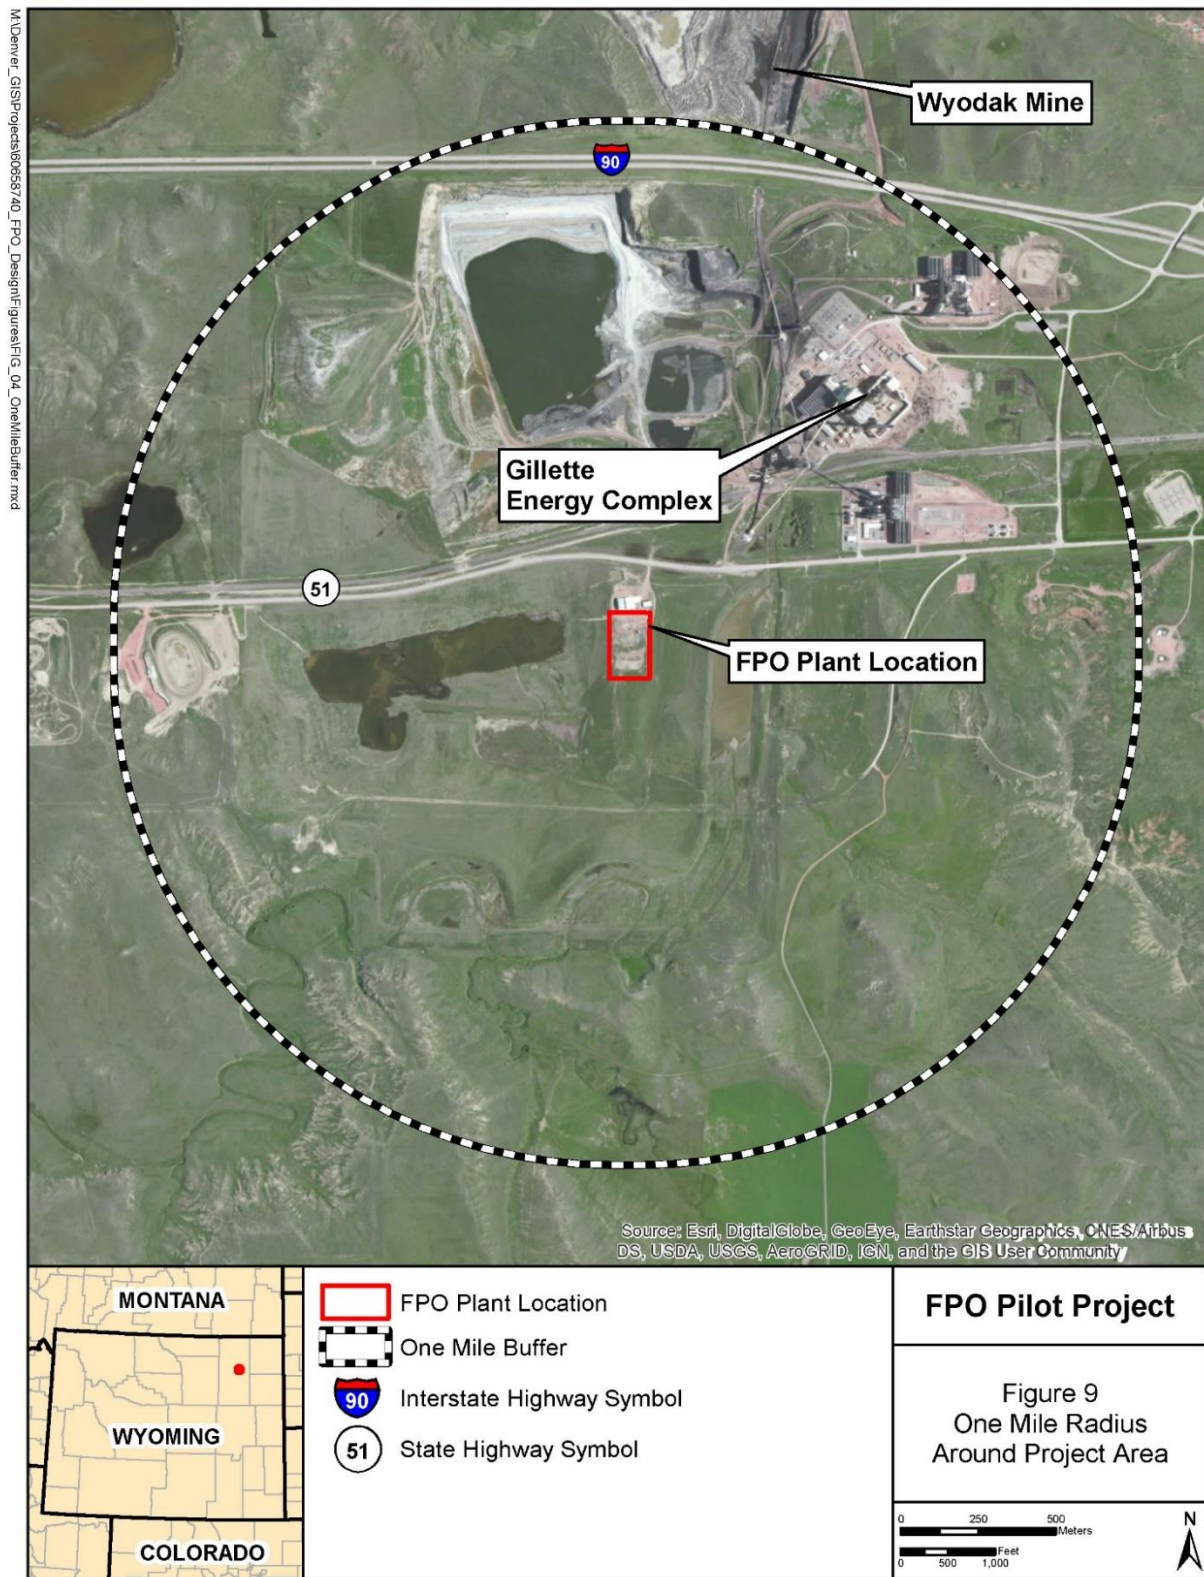 M:\Denver_GIS\Projects\60658740_FPO_Design\Figures\FIG_04_OneMileBuffer.mxd
Wyodak Mine
90
Gillette
Energy Complex
51
FPO Plant Location
Source: Esri, DigitalGlobe, GeoEye, Earthstar Geographics, CNES/Airbus
DS, USDA, USGS, AeroGRID, IGN, and the GIS User Community
MONTANA
WYOMING
COLORADO
FPO Plant Location
One Mile Buffer
90
Interstate Highway Symbol
51
State Highway Symbol
FPO Pilot Project
Figure 9
One Mile Radius
Around Project Area
0 250 500
Meters
Feet
0 500 1,000
N